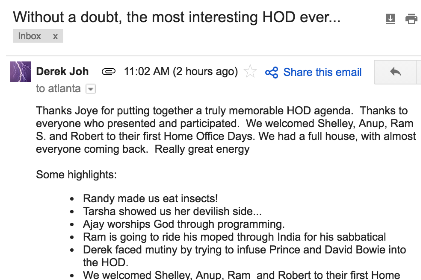 Without a doubt, the most interesting HOD ever...
Inbox x
Derek Joh 11:02 AM (2 hours ago) Share this email
to atlanta
Thanks Joye for putting together a truly memorable HOD agenda. Thanks to
everyone who presented and participated. We welcomed Shelley, Anup, Ram
S. and Robert to their first Home Office Days. We had a full house, with almost
everyone coming back. Really great energy
Some highlights:
• Randy made us eat insects!
• Tarsha showed us her devilish side...
• Ajay worships God through programming.
• Ram is going to ride his moped through India for his sabbatical
• Derek faced mutiny by trying to infuse Prince and David Bowie into
the HOD.
• We welcomed Shelley, Anup, Ram and Robert to their first Home